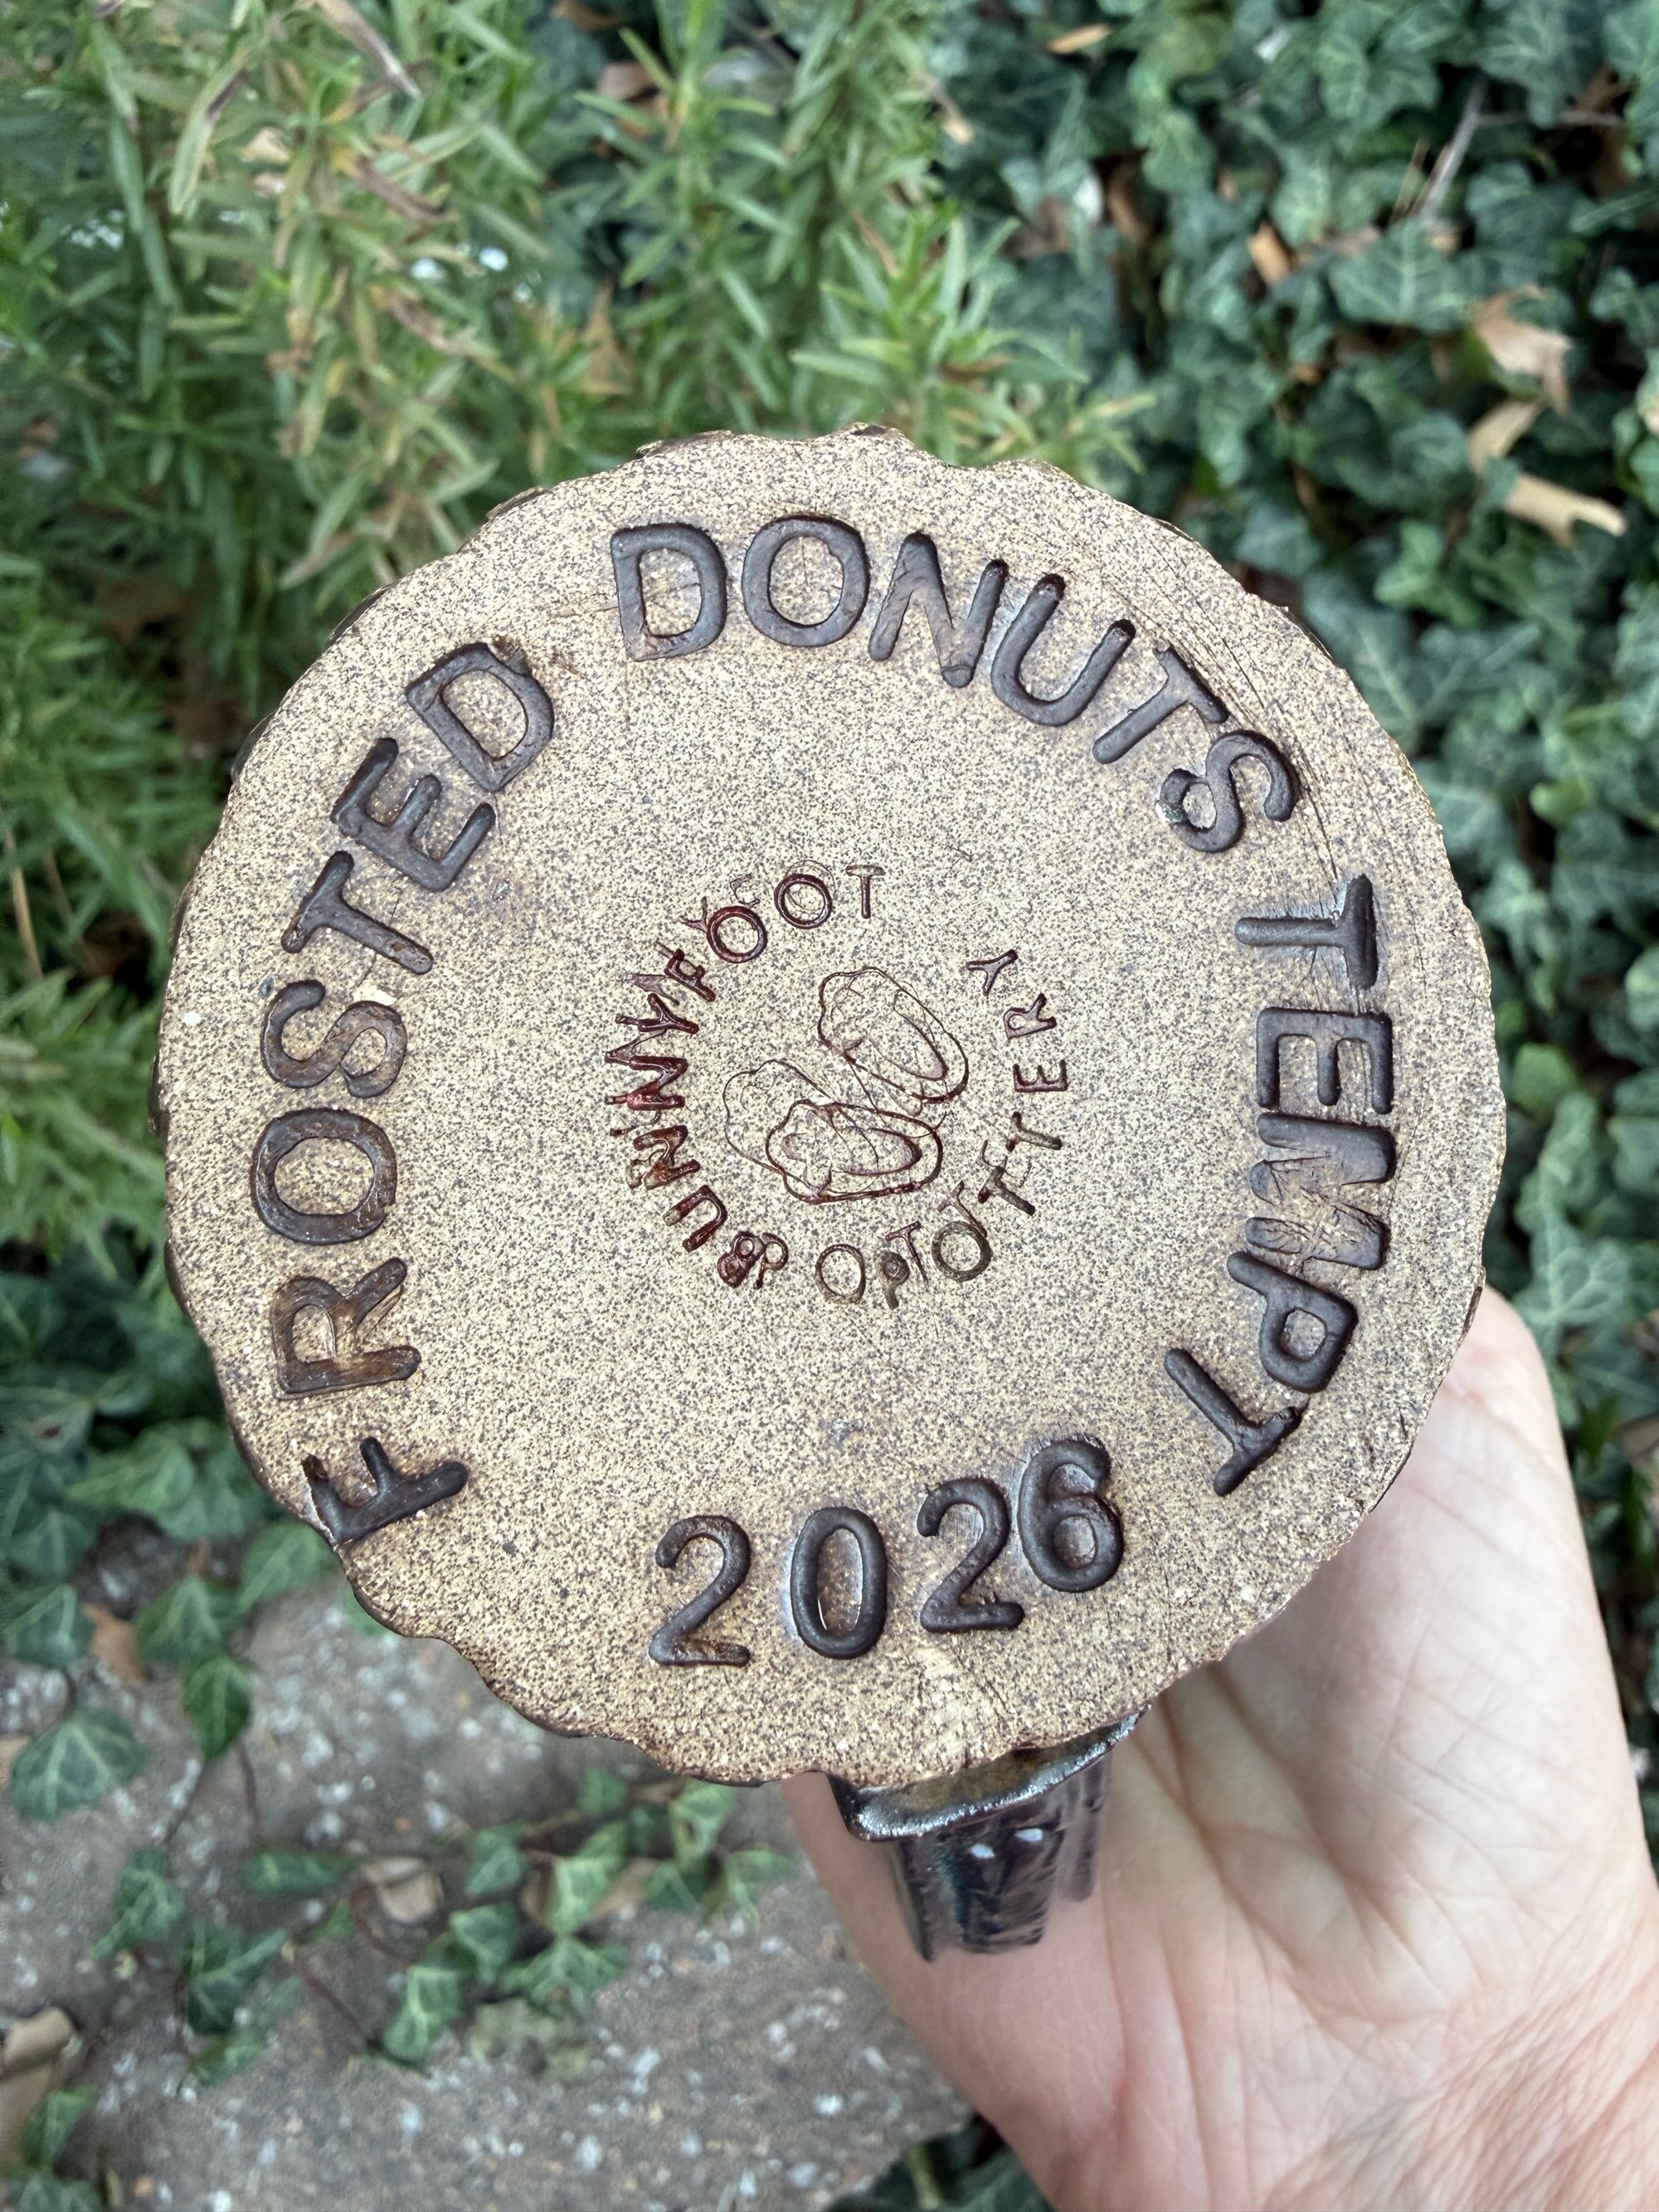 FROSTED DONUTS TEMPT
2026
BUNNYFOOT
POTTERY